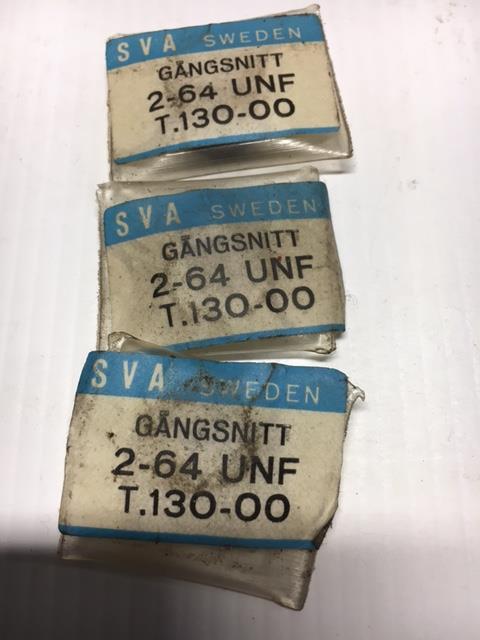 SVA SWEDEN
GÄNGSNITT
2-64 UNF
T.130-00
SVA SWEDEN
GÄNGSNITT
2-64 UNF
T.130-00
SVA SWEDEN
GÄNGSNITT
2-64 UNF
T.130-00